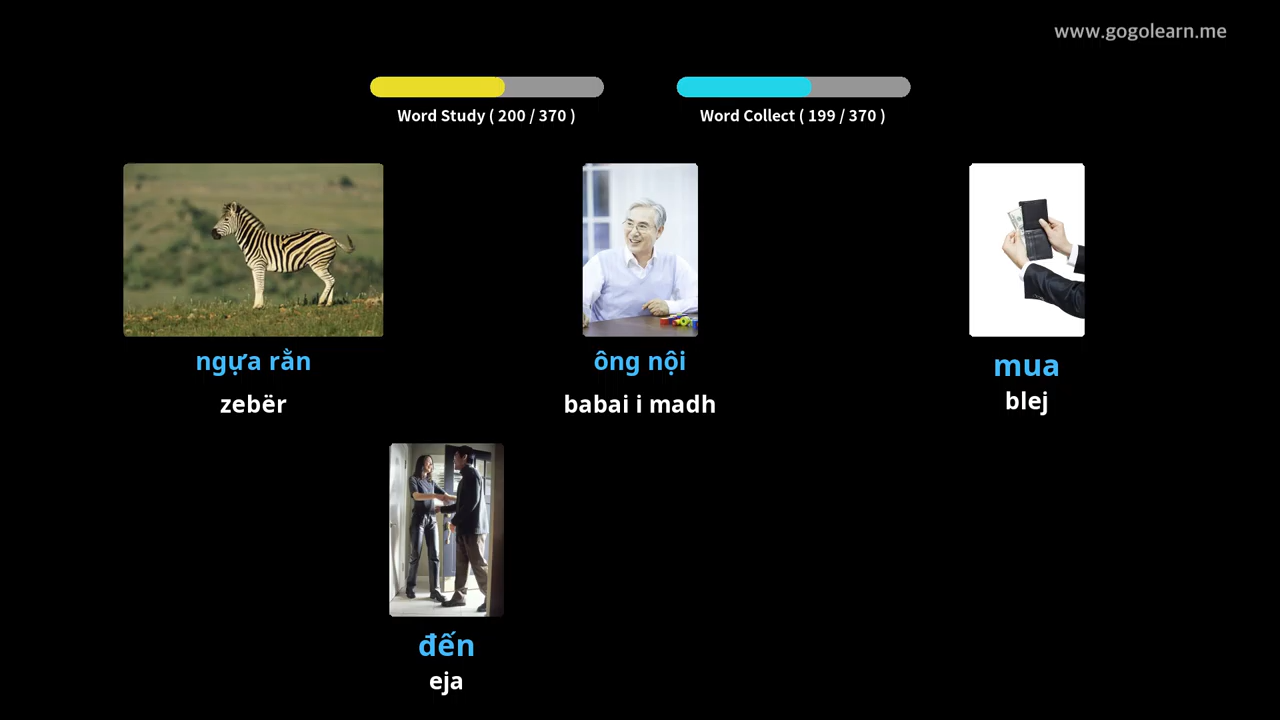 www.gogolearn.me
Word Study ( 200 / 370 )
Word Collect ( 199 / 370 )
ngựa rằn
zebër
ông nội
babai i madh
mua
blej
đến
eja